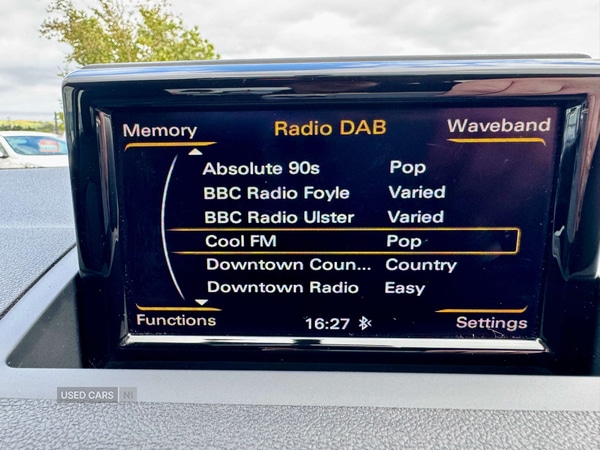 Memory Radio DAB Waveband
Absolute 90s Pop
BBC Radio Foyle Varied
BBC Radio Ulster Varied
Cool FM Pop
Downtown Coun... Country
Downtown Radio Easy
Functions 16:27 Settings
USED CARS NI